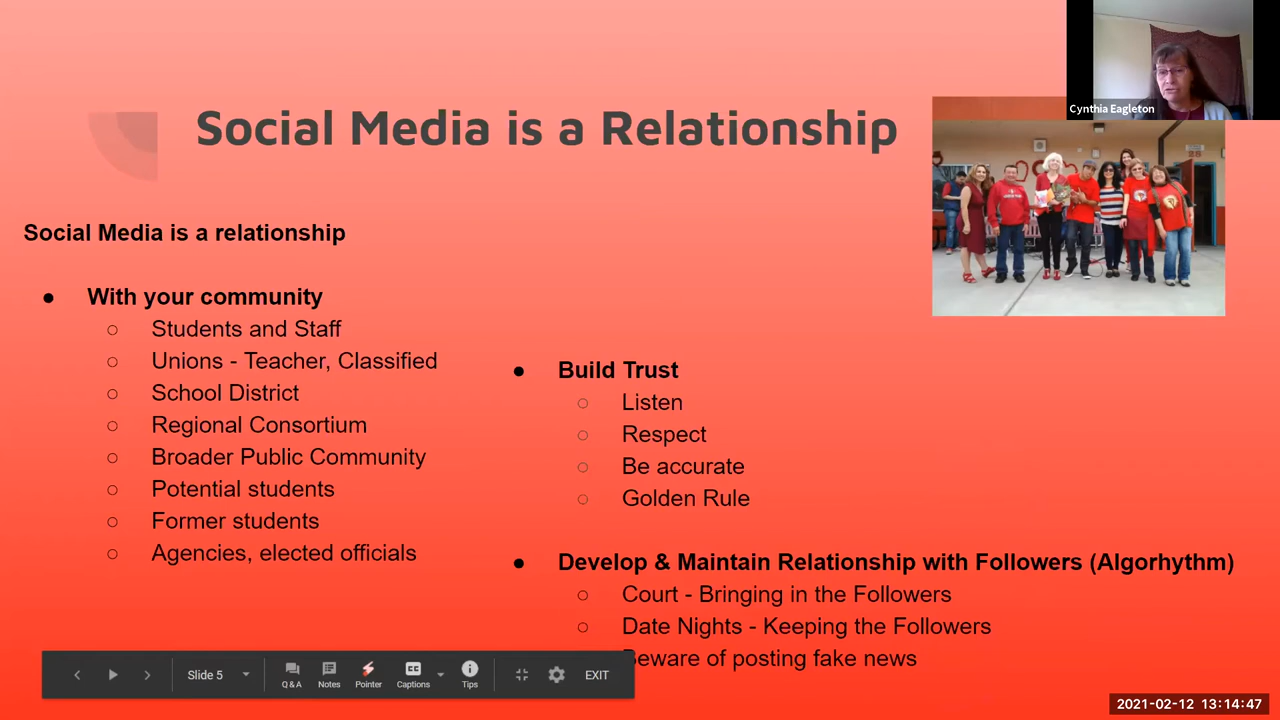 Social Media is a Relationship
Cynthia Eagleton
Social Media is a relationship
● With your community
○ Students and Staff
○ Unions - Teacher, Classified
○ School District
○ Regional Consortium
○ Broader Public Community
○ Potential students
○ Former students
○ Agencies, elected officials
● Build Trust
○ Listen
○ Respect
○ Be accurate
○ Golden Rule
● Develop & Maintain Relationship with Followers (Algorhythm)
○ Court - Bringing in the Followers
○ Date Nights - Keeping the Followers
Beware of posting fake news
Slide 5
Q & A
Notes
Pointer
Captions
Tips
EXIT
2021-02-12 13:14:47